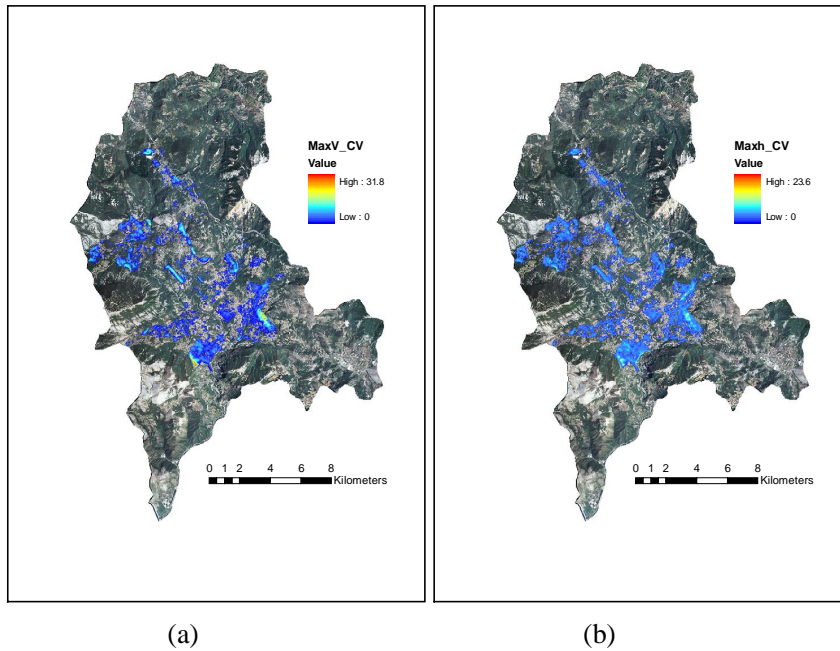 MaxV_CV
Value
High : 31.8
Low : 0
0 1 2 4 6 8
Kilometers
(a)
Maxh_CV
Value
High : 23.6
Low : 0
0 1 2 4 6 8
Kilometers
(b)